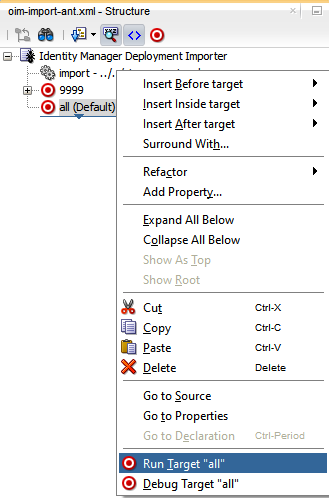 oim-import-ant.xml - Structure
Identity Manager Deployment Importer
import - ../
9999
all (Default)
Insert Before target
Insert Inside target
Insert After target
Surround With...
Refactor
Add Property...
Expand All Below
Collapse All Below
Show As Top
Show Root
Cut Ctrl-X
Copy Ctrl-C
Paste Ctrl-V
Delete Delete
Go to Source
Go to Properties
Go to Declaration Ctrl-Period
Run Target "all"
Debug Target "all"